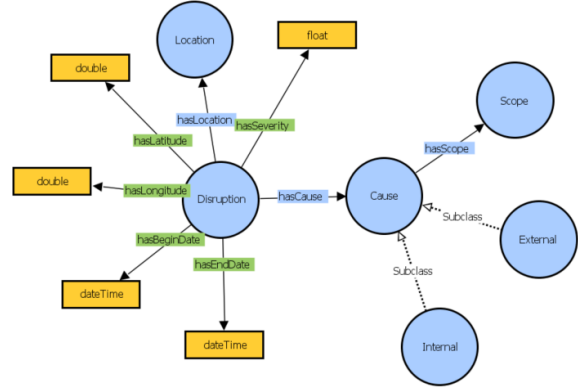 Location
float
double
Scope
hasLocation
hasSeverity
hasLatitude
hasScope
double
hasLongitude
Disruption
hasCause
Cause
Subclass
External
hasBeginDate
hasEndDate
Subclass
dateTime
dateTime
Internal